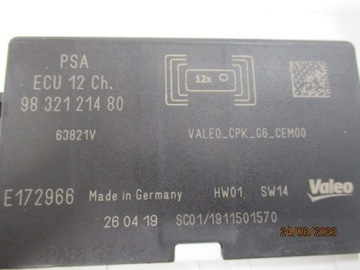 PSA
ECU 12 Ch.
98 321 214 80
12x
63821V
VALEO_CPK_G6_CEM00
E172966
Made in Germany
HW01
SW14
Valeo
26 04 19
SC01/1911501570
24/08/2023